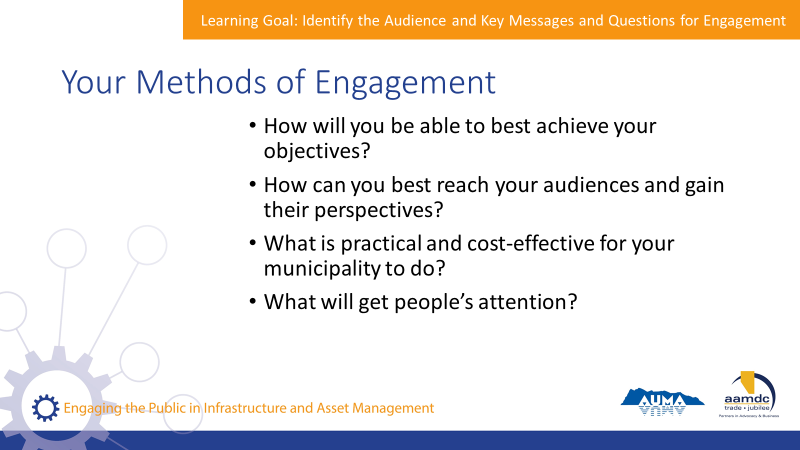 Learning Goal: Identify the Audience and Key Messages and Questions for Engagement
Your Methods of Engagement
• How will you be able to best achieve your
objectives?
• How can you best reach your audiences and gain
their perspectives?
• What is practical and cost-effective for your
municipality to do?
• What will get people’s attention?
Engaging the Public in Infrastructure and Asset Management
AUMA
aamdc
trade • jubilee
Partners in Advocacy & Business